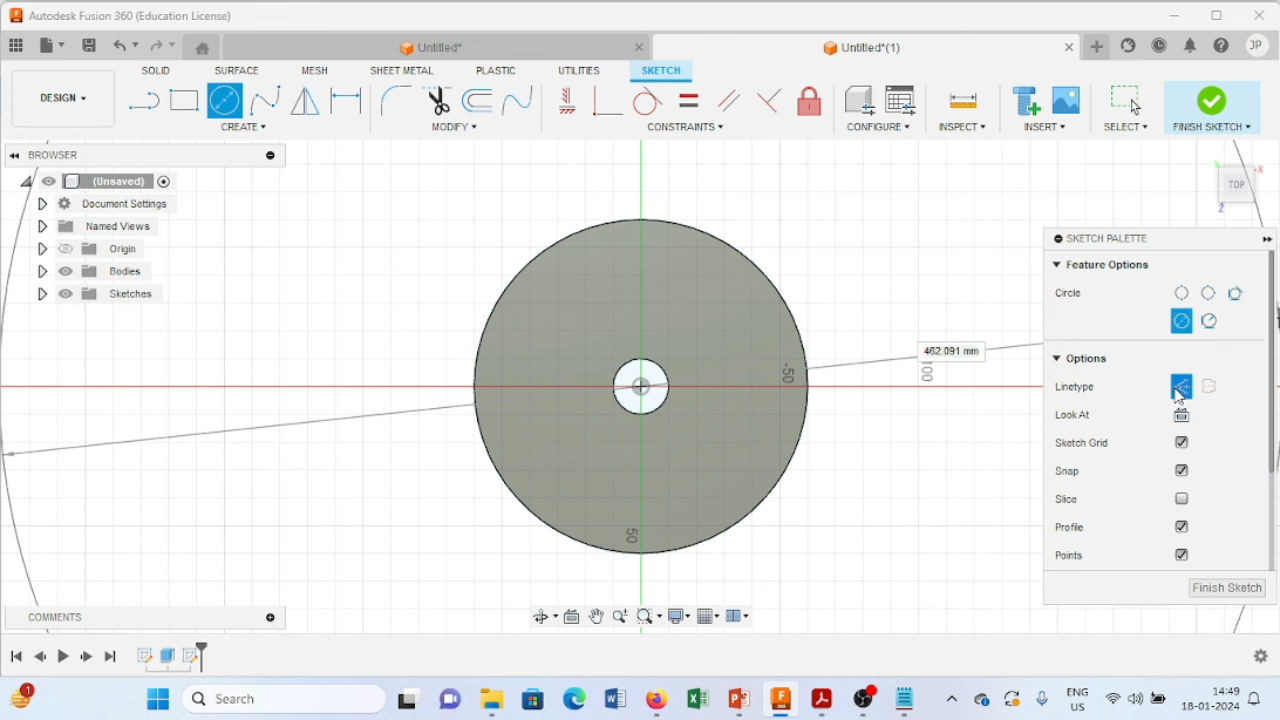 Autodesk Fusion 360 (Education License)
Untitled*
Untitled*(1)
JP
SOLID
SURFACE
MESH
SHEET METAL
PLASTIC
UTILITIES
SKETCH
DESIGN
CREATE
MODIFY
CONSTRAINTS
CONFIGURE
INSPECT
INSERT
SELECT
FINISH SKETCH
BROWSER
(Unsaved)
Document Settings
Named Views
Origin
Bodies
Sketches
TOP
X
Z
SKETCH PALETTE
Feature Options
Circle
Options
Linetype
Look At
Sketch Grid
Snap
Slice
Profile
Points
Finish Sketch
462.091 mm
-50
50
COMMENTS
1
Search
ENG
US
14:49
18-01-2024